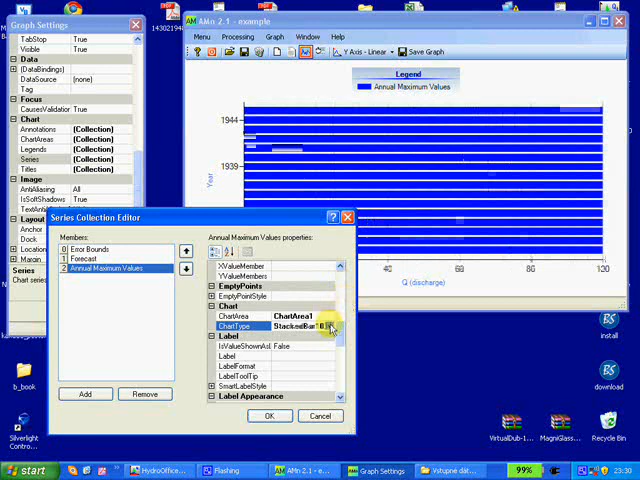 Graph Settings
TabStop True
Visible True
Data
(DataBindings)
DataSource (none)
Tag
Focus
CausesValidation True
Chart
Annotations (Collection)
ChartAreas (Collection)
Legends (Collection)
Series (Collection)
Titles (Collection)
Image
AntiAliasing All
IsSoftShadows True
Layout
Anchor
Dock
Location
Margin
Series
AMn 2.1 - example
Menu Processing Graph Window Help
Y Axis - Linear Save Graph
Legend
Annual Maximum Values
1944
1939
Year
40 60 80 100
Q (discharge)
Series Collection Editor
Members:
0 Error Bounds
1 Forecast
2 Annual Maximum Values
Add Remove
Annual Maximum Values properties:
XValueMember
YValueMembers
EmptyPoints
EmptyPointStyle
Chart
ChartArea ChartArea1
ChartType
Label
IsValueShownAsL False
Label
LabelFormat
LabelToolTip
SmartLabelStyle
Label Appearance
OK Cancel
b_book
Silverlight
Contro...
install
download
VirtualDub-1...
MagniGlass...
Recycle Bin
start
HydroOffice...
Flashing
AMn 2.1 - e...
Graph Settings
Vstupné dát...
99%
23:30